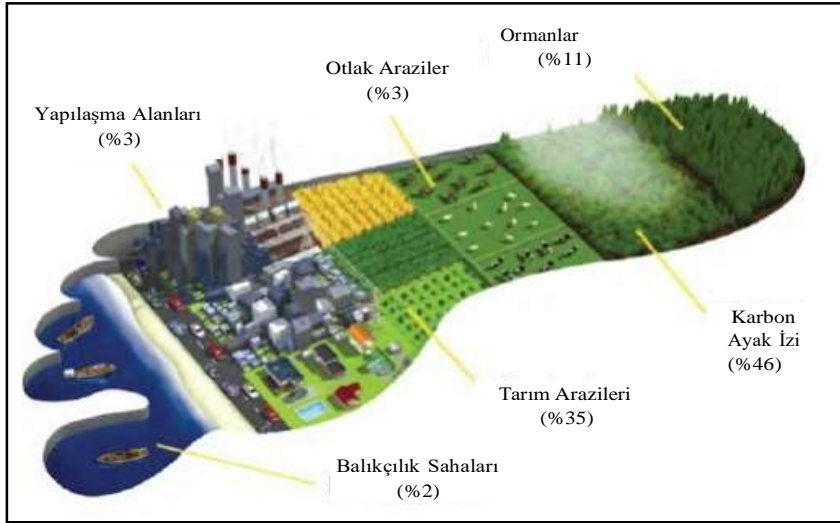 Ormanlar
(%11)
Otlak Araziler
(%3)
Yapılaşma Alanları
(%3)
Karbon
Ayak İzi
(%46)
Tarım Arazileri
(%35)
Balıkçılık Sahaları
(%2)